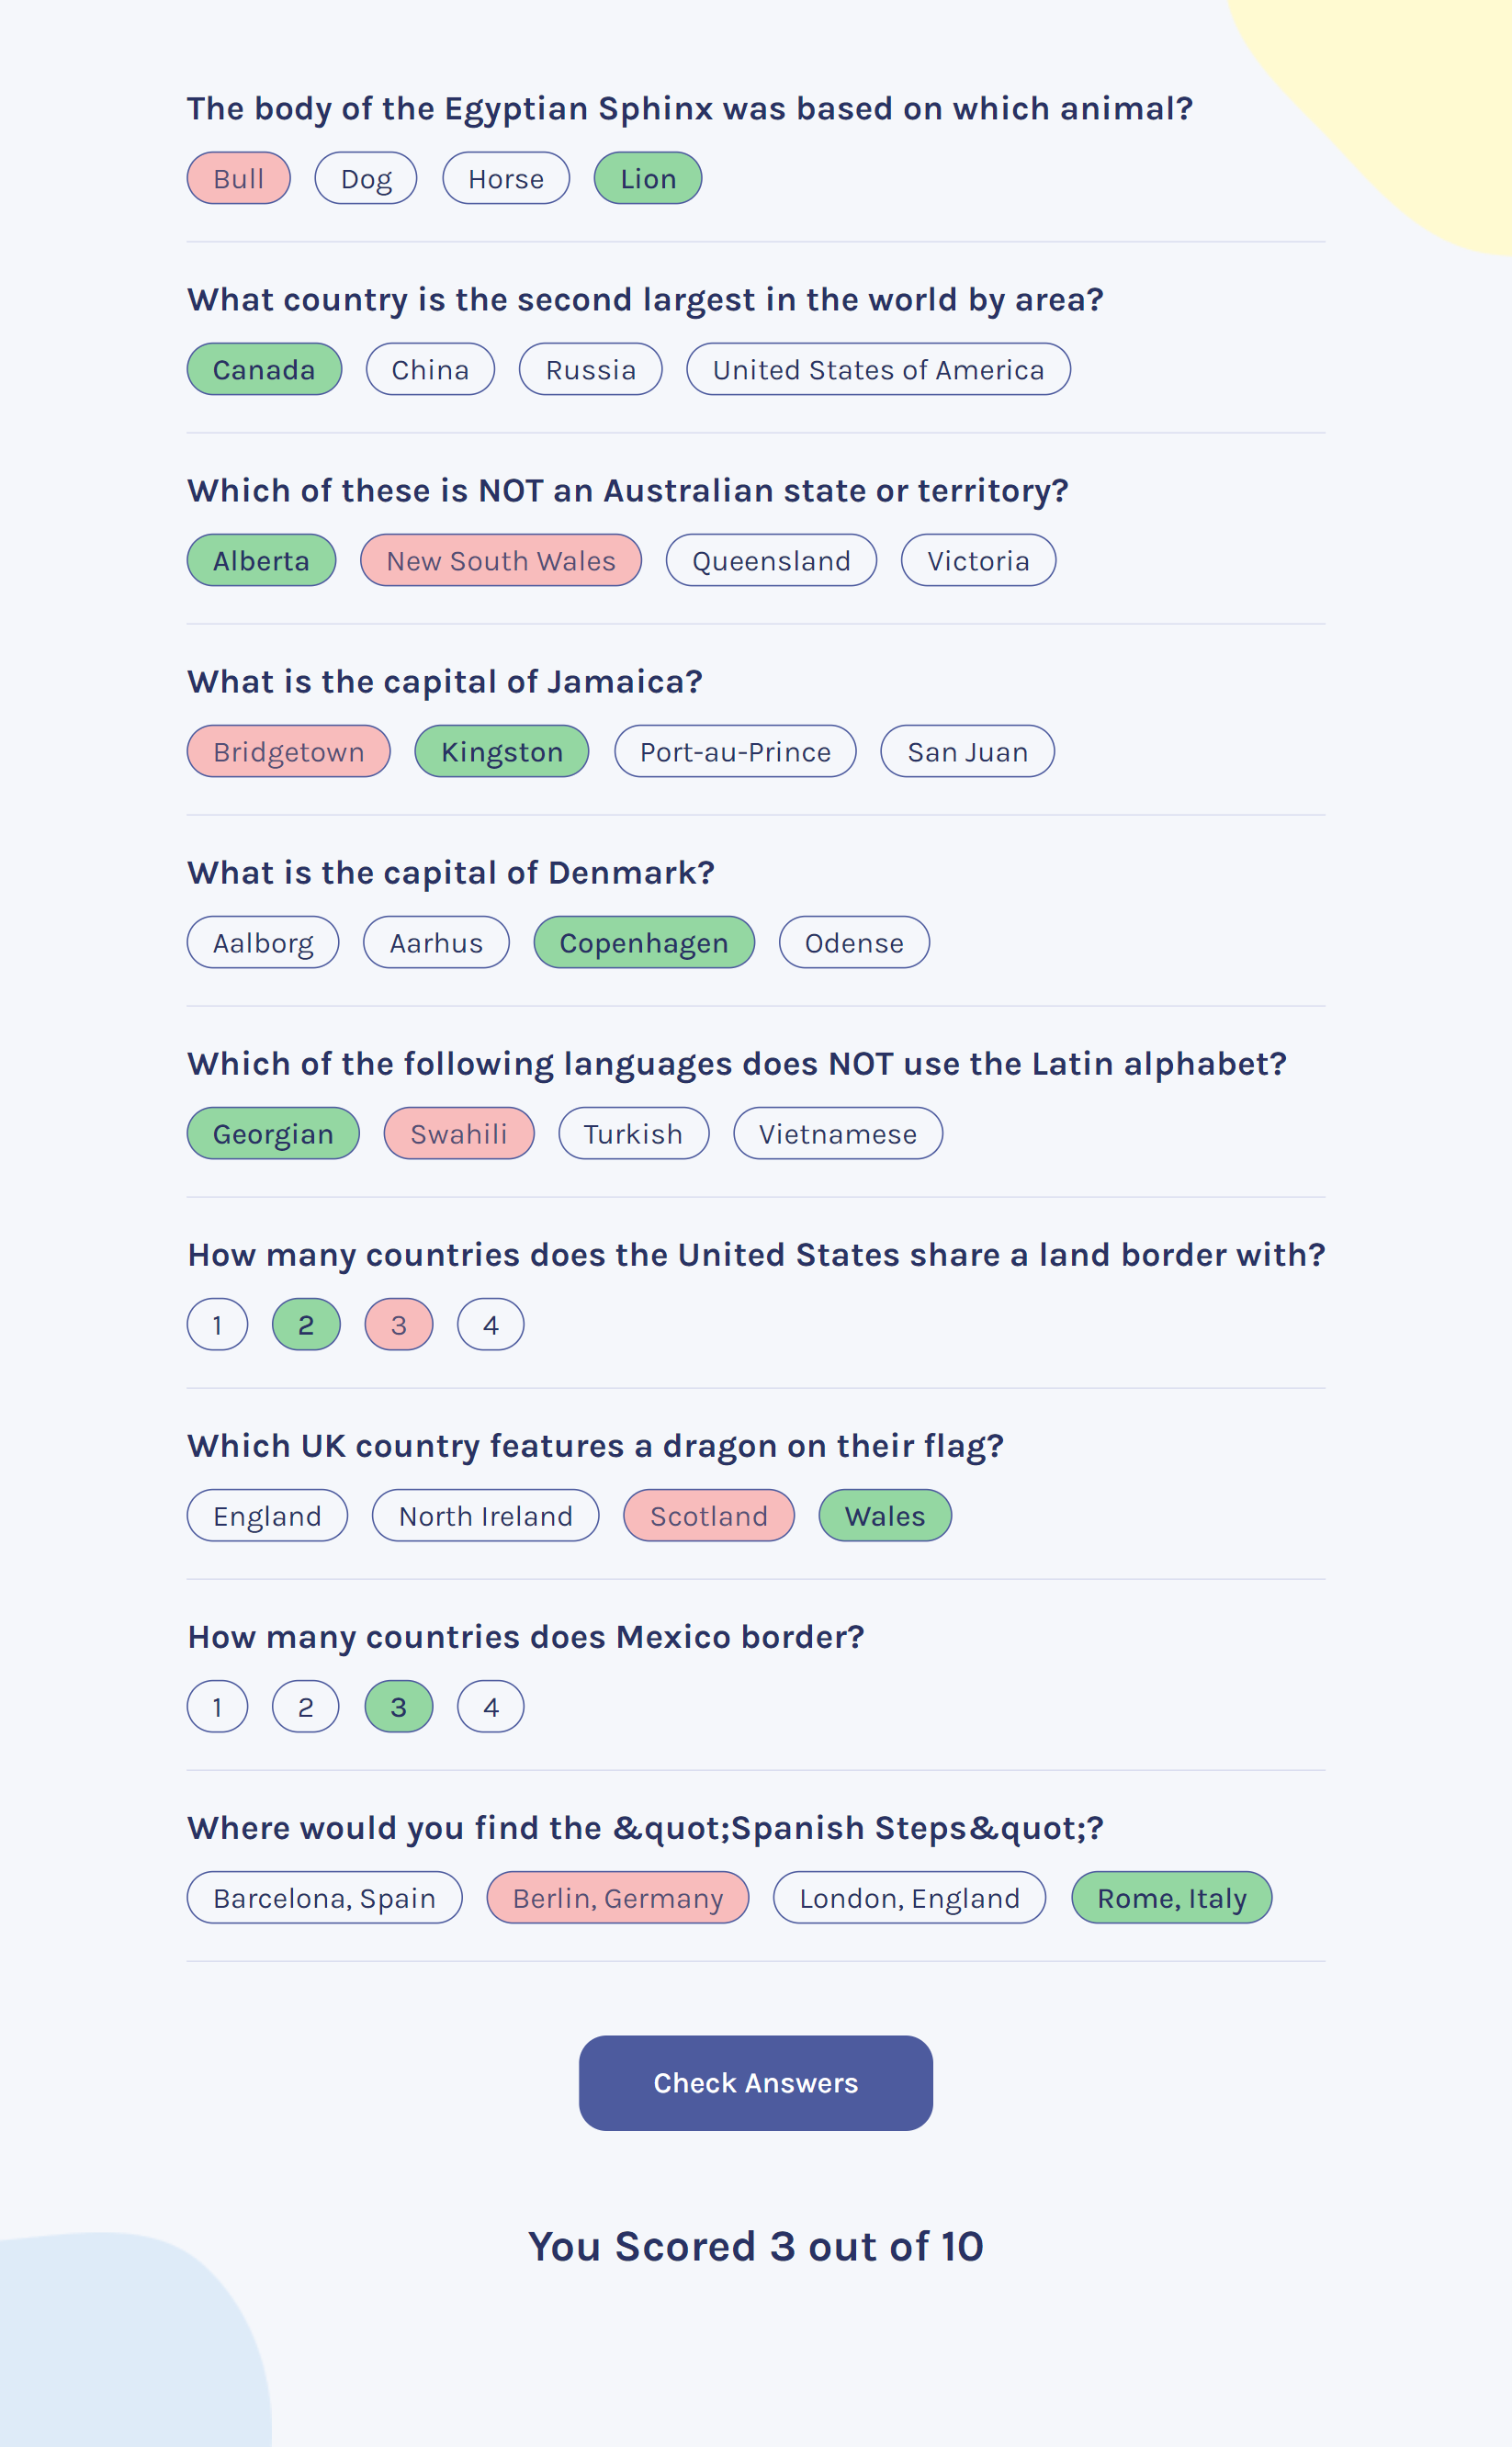 The body of the Egyptian Sphinx was based on which animal?
Bull Dog Horse Lion
What country is the second largest in the world by area?
Canada China Russia United States of America
Which of these is NOT an Australian state or territory?
Alberta New South Wales Queensland Victoria
What is the capital of Jamaica?
Bridgetown Kingston Port-au-Prince San Juan
What is the capital of Denmark?
Aalborg Aarhus Copenhagen Odense
Which of the following languages does NOT use the Latin alphabet?
Georgian Swahili Turkish Vietnamese
How many countries does the United States share a land border with?
1 2 3 4
Which UK country features a dragon on their flag?
England North Ireland Scotland Wales
How many countries does Mexico border?
1 2 3 4
Where would you find the &quot;Spanish Steps&quot;?
Barcelona, Spain Berlin, Germany London, England Rome, Italy
Check Answers
You Scored 3 out of 10